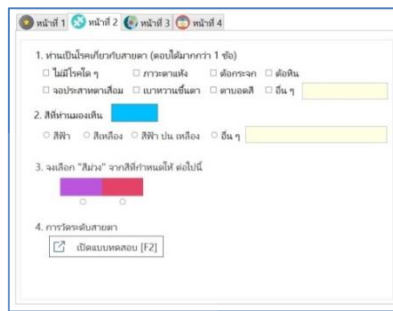 หน้าที่ 1 หน้าที่ 2 หน้าที่ 3 หน้าที่ 4
1. ท่านเป็นโรคเกี่ยวกับสายตา (ตอบได้มากกว่า 1 ข้อ)
ไม่มีโรคใด ๆ ภาวะตาแห้ง ต้อกระจก ต้อหิน
จอประสาทตาเสื่อม เบาหวานขึ้นตา ตาบอดสี อื่น ๆ
2. สีที่ท่านมองเห็น
สีฟ้า สีเหลือง สีฟ้า ปน เหลือง อื่น ๆ
3. จงเลือก "สีม่วง" จากสีที่กำหนดให้ ต่อไปนี้
4. การวัดระดับสายตา
เปิดแบบทดสอบ [F2]